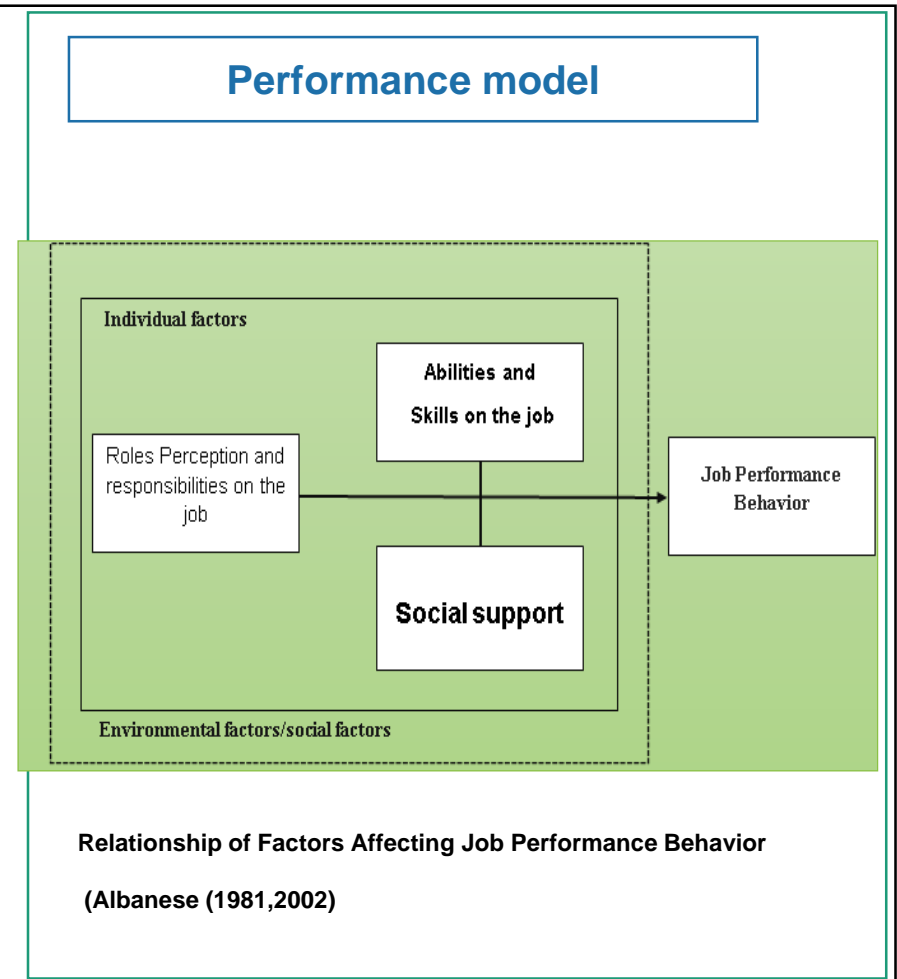 Performance model
Individual factors
Abilities and
Skills on the job
Roles Perception and
responsibilities on the
job
Job Performance
Behavior
Social support
Environmental factors/social factors
Relationship of Factors Affecting Job Performance Behavior
(Albanese (1981,2002)